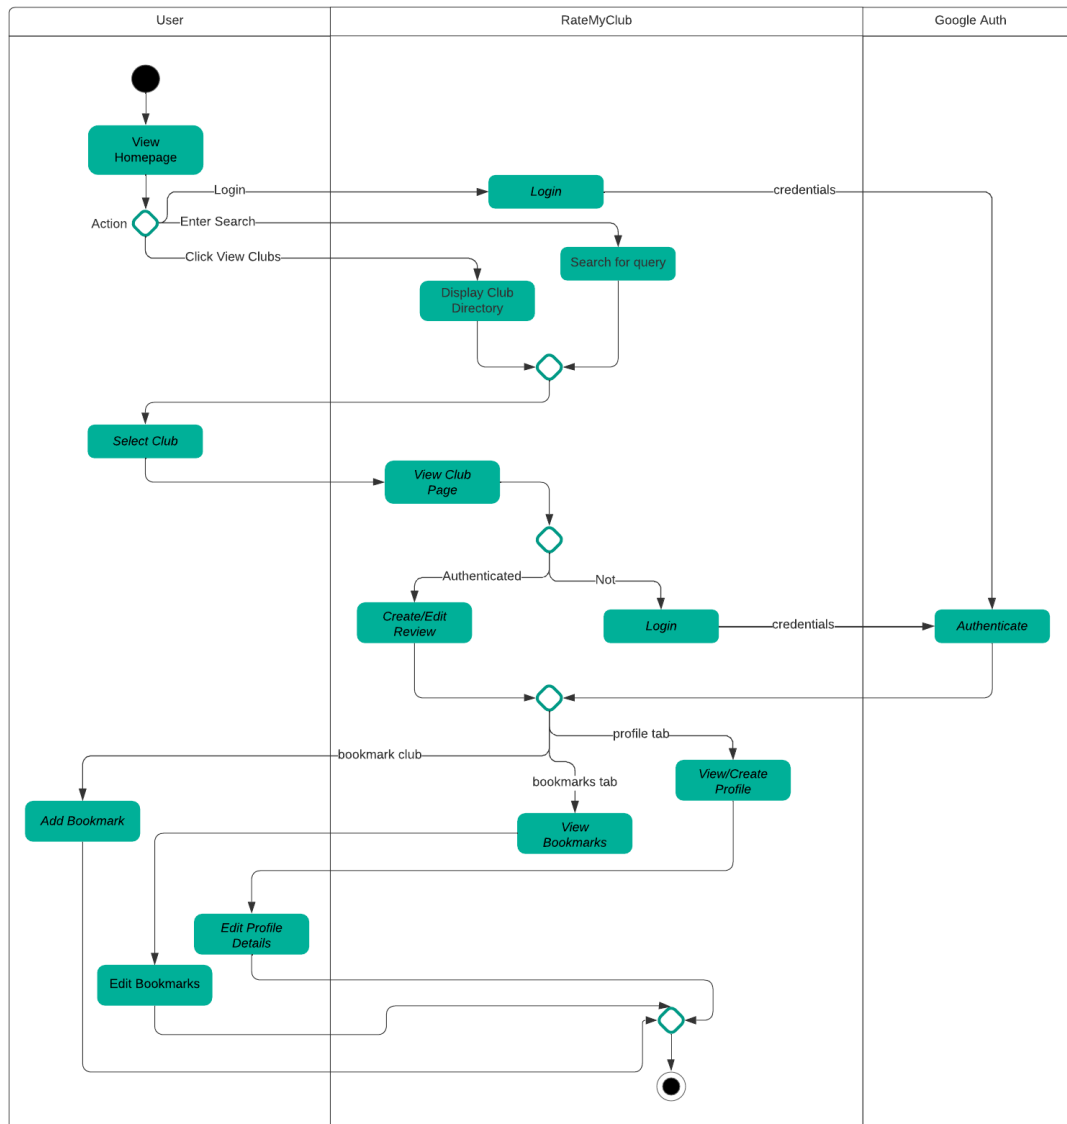 User
RateMyClub
Google Auth
View
Homepage
Login
Login
credentials
Action
Enter Search
Click View Clubs
Search for query
Display Club
Directory
Select Club
View Club
Page
Authenticated
Not
Create/Edit
Review
Login
credentials
Authenticate
profile tab
bookmark club
bookmarks tab
View/Create
Profile
Add Bookmark
View
Bookmarks
Edit Profile
Details
Edit Bookmarks